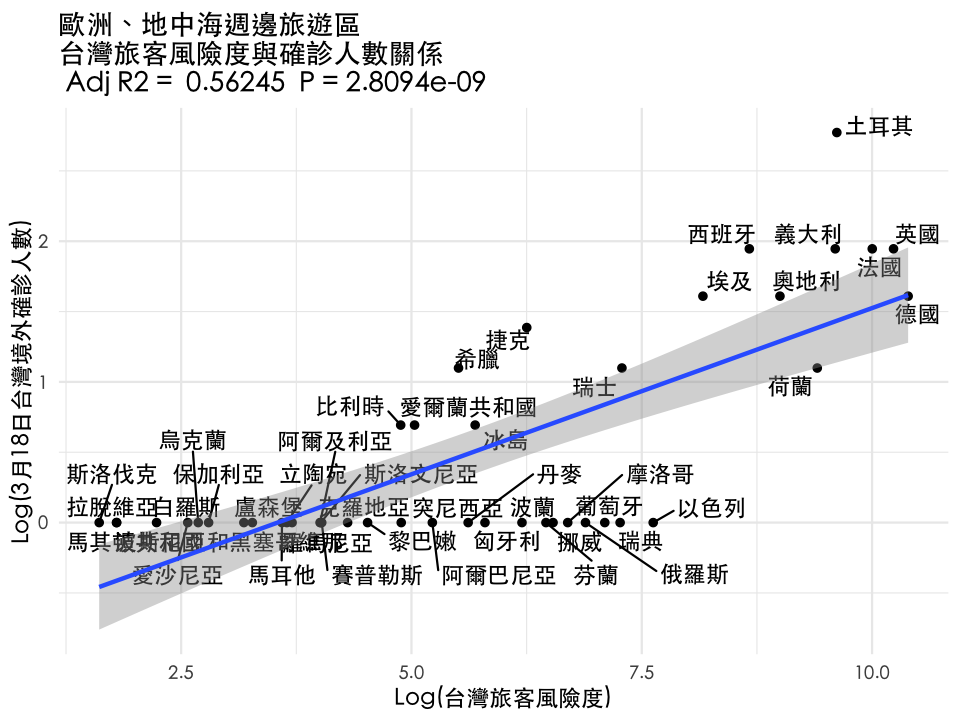 歐洲、地中海週邊旅遊區
台灣旅客風險度與確診人數關係
Adj R2 = 0.56245 P = 2.8094e-09
土耳其
西班牙 義大利 英國
法國
埃及 奧地利
德國
捷克
希臘
瑞士 荷蘭
比利時 愛爾蘭共和國
烏克蘭 阿爾及利亞 冰島
斯洛伐克 保加利亞 立陶宛 斯洛文尼亞 丹麥 摩洛哥
拉脫維亞 白羅斯 盧森堡 克羅地亞 突尼西亞 波蘭 葡萄牙 以色列
馬其頓 黎巴嫩 匈牙利 挪威 瑞典
愛沙尼亞 馬耳他 賽普勒斯 阿爾巴尼亞 芬蘭 俄羅斯
2
1
0
2.5 5.0 7.5 10.0
Log(台灣旅客風險度)
Log(3月18日台灣境外確診人數)